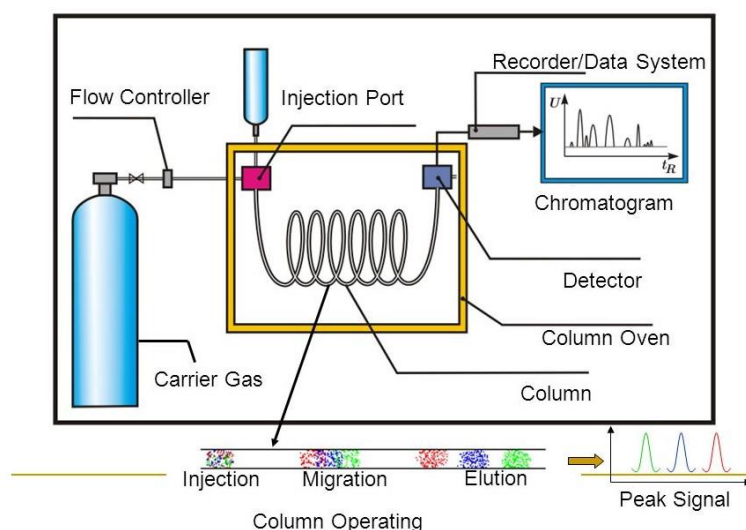 Recorder/Data System
Flow Controller
Injection Port
U
t_R
Chromatogram
Detector
Column Oven
Carrier Gas
Column
Injection
Migration
Elution
Peak Signal
Column Operating